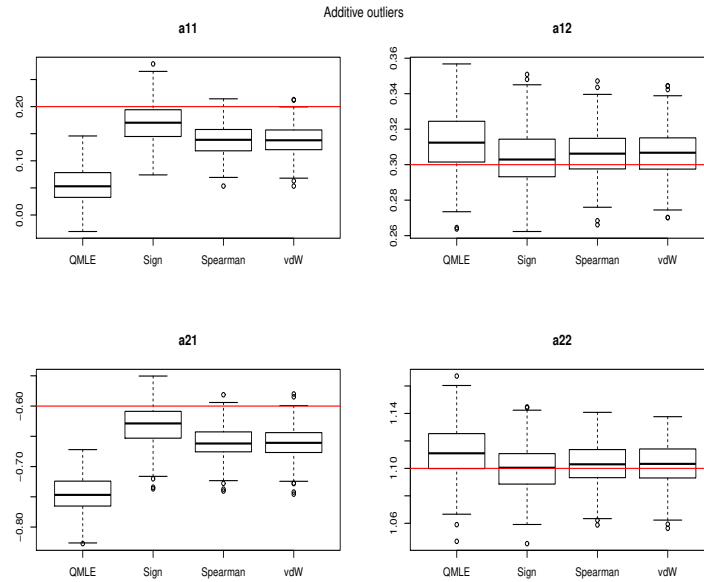 Additive outliers
a11
0.20
0.10
0.00
QMLE Sign Spearman vdW
a12
0.36
0.34
0.32
0.30
0.28
0.26
QMLE Sign Spearman vdW
a21
−0.60
−0.70
−0.80
QMLE Sign Spearman vdW
a22
1.14
1.10
1.06
QMLE Sign Spearman vdW